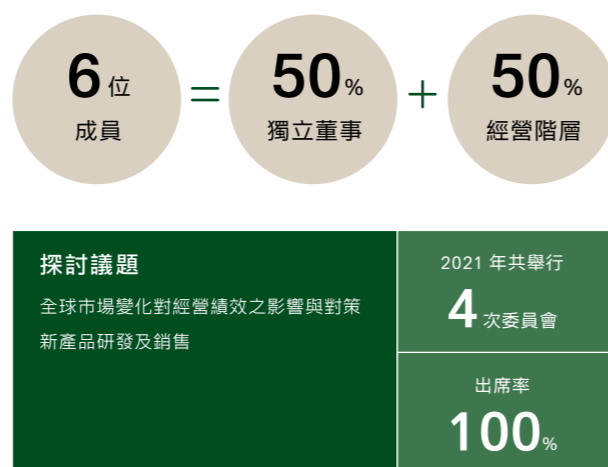 6 位
成員
=
50%
獨立董事
+
50%
經營階層
探討議題
全球市場變化對經營績效之影響與對策
新產品研發及銷售
2021 年共舉行
4 次委員會
出席率
100%